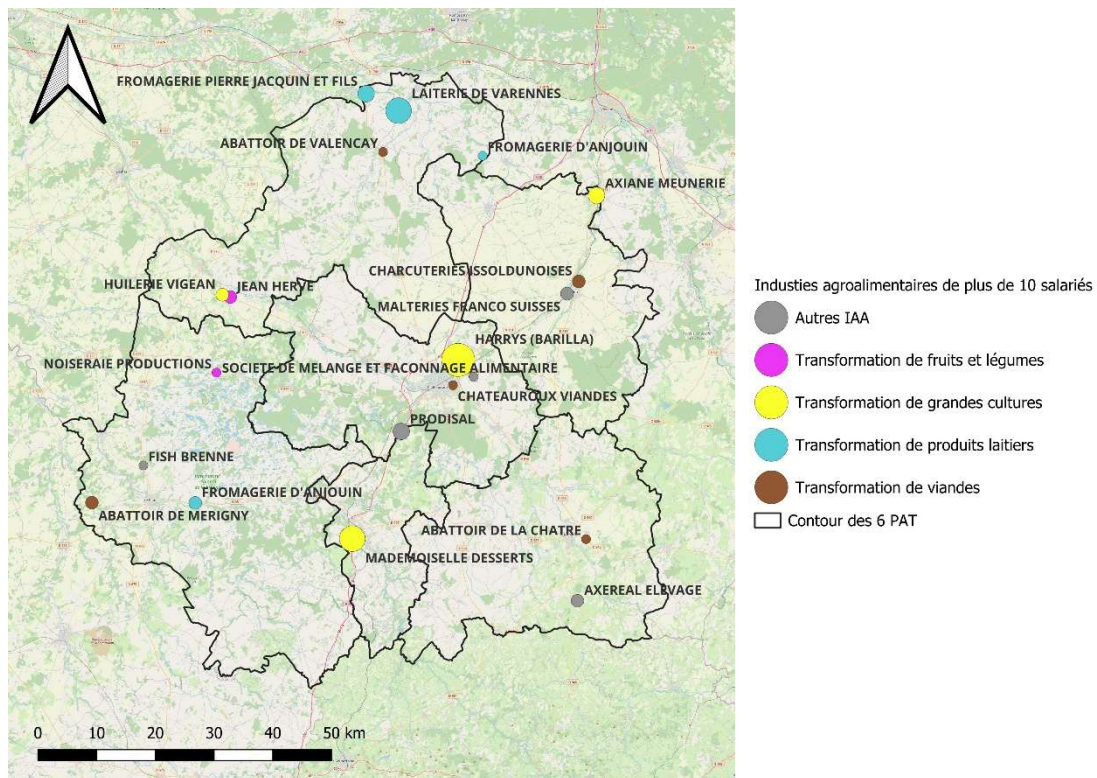 FROMAGERIE PIERRE JACQUIN ET FILS
LAITERIE DE VARENNES
ABATTOIR DE VALENCAY
FROMAGERIE D'ANJOUIN
AXIANE MEUNERIE
CHARCUTERIES ISSOLDUNOISES
HUILERIE VIGEAN
JEAN HERVE
MALTERIES FRANCO SUISSES
HARRYS (BARILLA)
NOISERAIE PRODUCTIONS
SOCIETE DE MELANGE ET FACONNAGE ALIMENTAIRE
CHATEAUROUX VIANDES
PRODISAL
FISH BRENNE
FROMAGERIE D'ANJOUIN
ABATTOIR DE MERIGNY
ABATTOIR DE LA CHATRE
MADEMOISELLE DESSERTS
AXEREAL ELEVAGE
0 10 20 30 40 50 km
Industies agroalimentaires de plus de 10 salariés
Autres IAA
Transformation de fruits et légumes
Transformation de grandes cultures
Transformation de produits laitiers
Transformation de viandes
Contour des 6 PAT